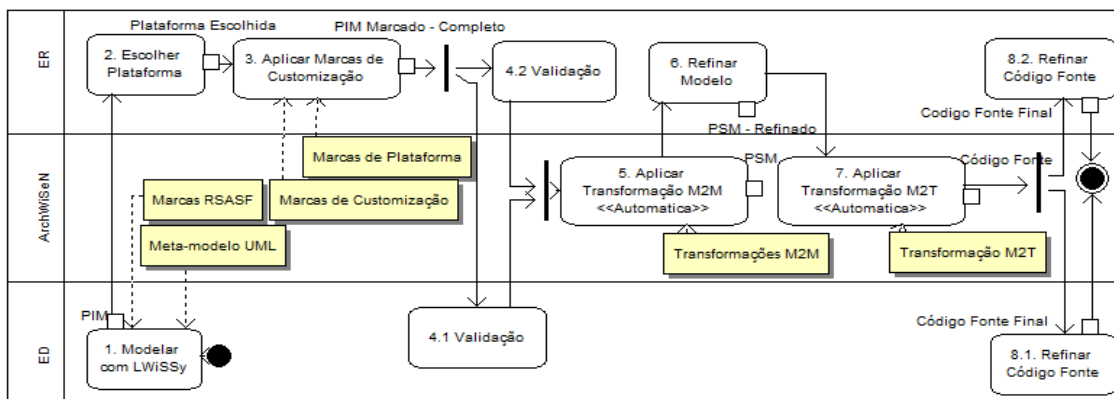 Plataforma Escolhida
PIM Marcado - Completo
ER
2. Escolher
Plataforma
3. Aplicar Marcas de
Customização
4.2 Validação
6. Refinar
Modelo
8.2. Refinar
Código Fonte
Codigo Fonte Final
PSM - Refinado
ArchWiSeN
Marcas de Plataforma
Marcas RSASF
Marcas de Customização
Meta-modelo UML
PSM
5. Aplicar
Transformação M2M
<<Automatica>>
Código Fonte
7. Aplicar
Transformação M2T
<<Automatica>>
Transformações M2M
Transformação M2T
ED
PIM
1. Modelar
com LWiSSy
4.1 Validação
Código Fonte Final
8.1. Refinar
Código Fonte